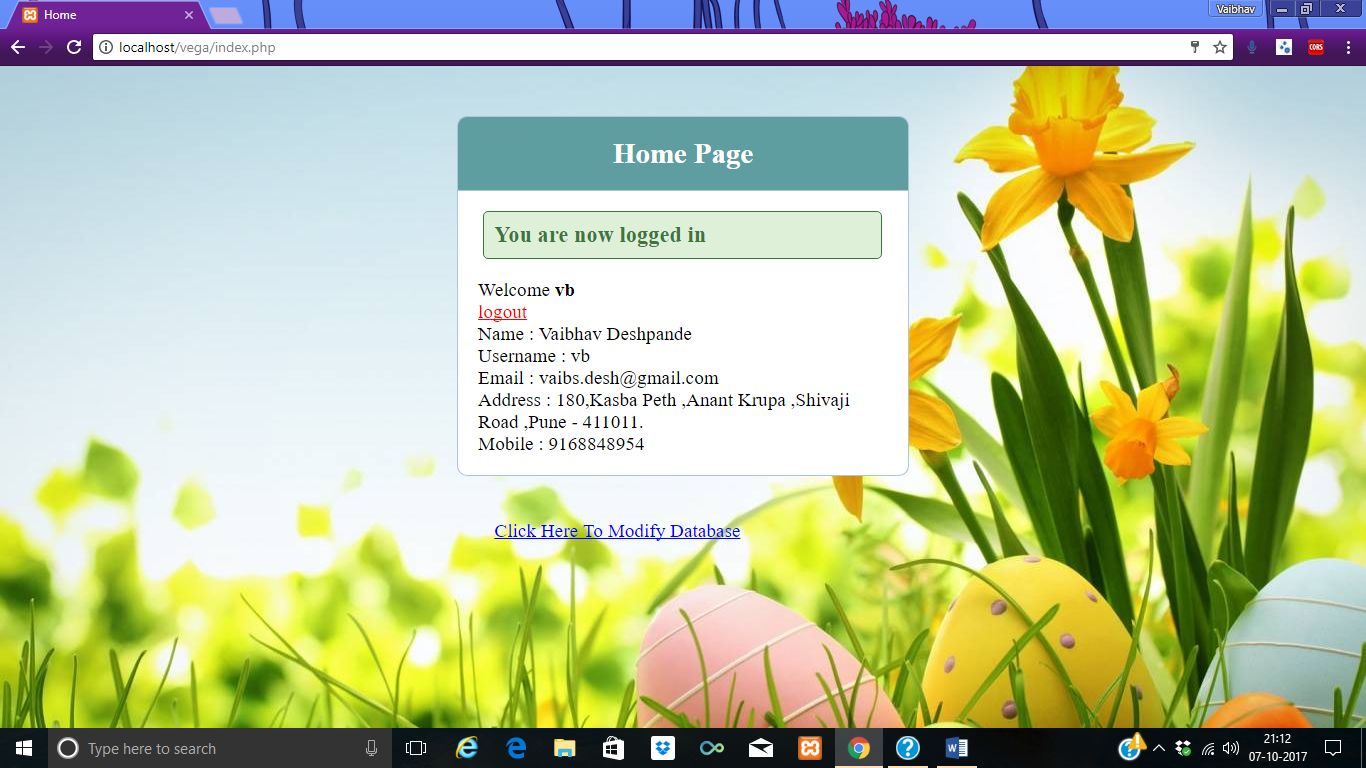 Home
Vaibhav
localhost/vega/index.php
CORS
Home Page
You are now logged in
Welcome vb
logout
Name : Vaibhav Deshpande
Username : vb
Email : vaibs.desh@gmail.com
Address : 180,Kasba Peth ,Anant Krupa ,Shivaji
Road ,Pune - 411011.
Mobile : 9168848954
Click Here To Modify Database
Type here to search
21:12
07-10-2017